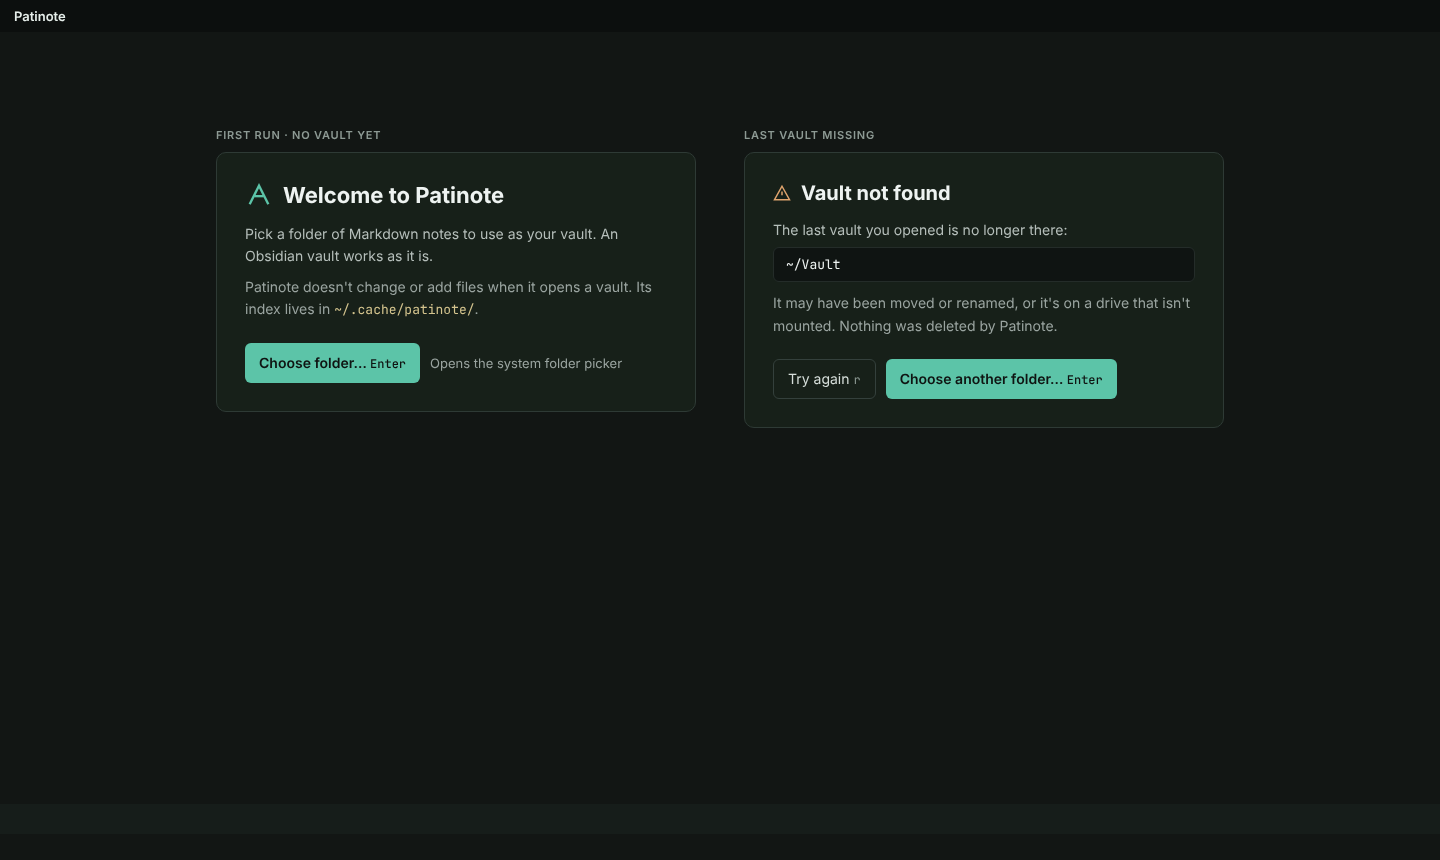 Patinote
FIRST RUN · NO VAULT YET
Welcome to Patinote
Pick a folder of Markdown notes to use as your vault. An
Obsidian vault works as it is.
Patinote doesn't change or add files when it opens a vault. Its
index lives in ~/.cache/patinote/.
Choose folder... Enter
Opens the system folder picker
LAST VAULT MISSING
Vault not found
The last vault you opened is no longer there:
~/Vault
It may have been moved or renamed, or it's on a drive that isn't
mounted. Nothing was deleted by Patinote.
Try again r
Choose another folder... Enter